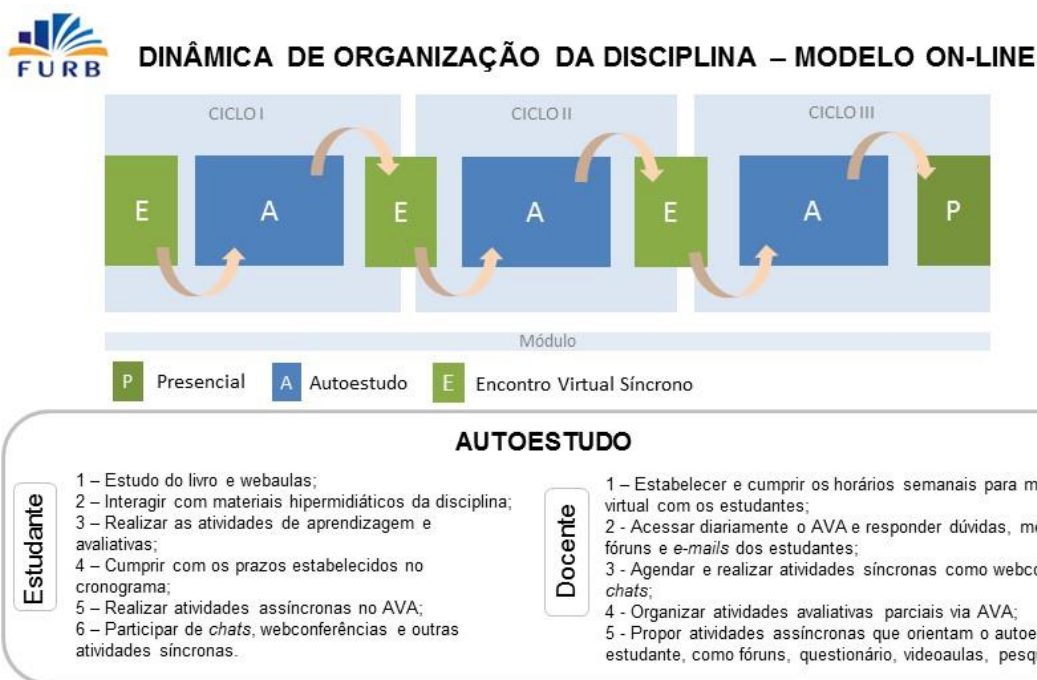 FURB
DINÂMICA DE ORGANIZAÇÃO DA DISCIPLINA – MODELO ON-LINE
CICLO I
CICLO II
CICLO III
E
A
E
A
E
A
P
Módulo
P Presencial
A Autoestudo
E Encontro Virtual Síncrono
AUTOESTUDO
Estudante
1 – Estudo do livro e webaulas;
2 – Interagir com materiais hipermidiáticos da disciplina;
3 – Realizar as atividades de aprendizagem e
avaliativas;
4 – Cumprir com os prazos estabelecidos no
cronograma;
5 – Realizar atividades assíncronas no AVA;
6 – Participar de chats, webconferências e outras
atividades síncronas.
Docente
1 – Estabelecer e cumprir os horários semanais para
virtual com os estudantes;
2 - Acessar diariamente o AVA e responder dúvidas,
fóruns e e-mails dos estudantes;
3 - Agendar e realizar atividades síncronas como
chats;
4 - Organizar atividades avaliativas parciais via AVA;
5 - Propor atividades assíncronas que orientam o
estudante, como fóruns, questionário, videoaulas,